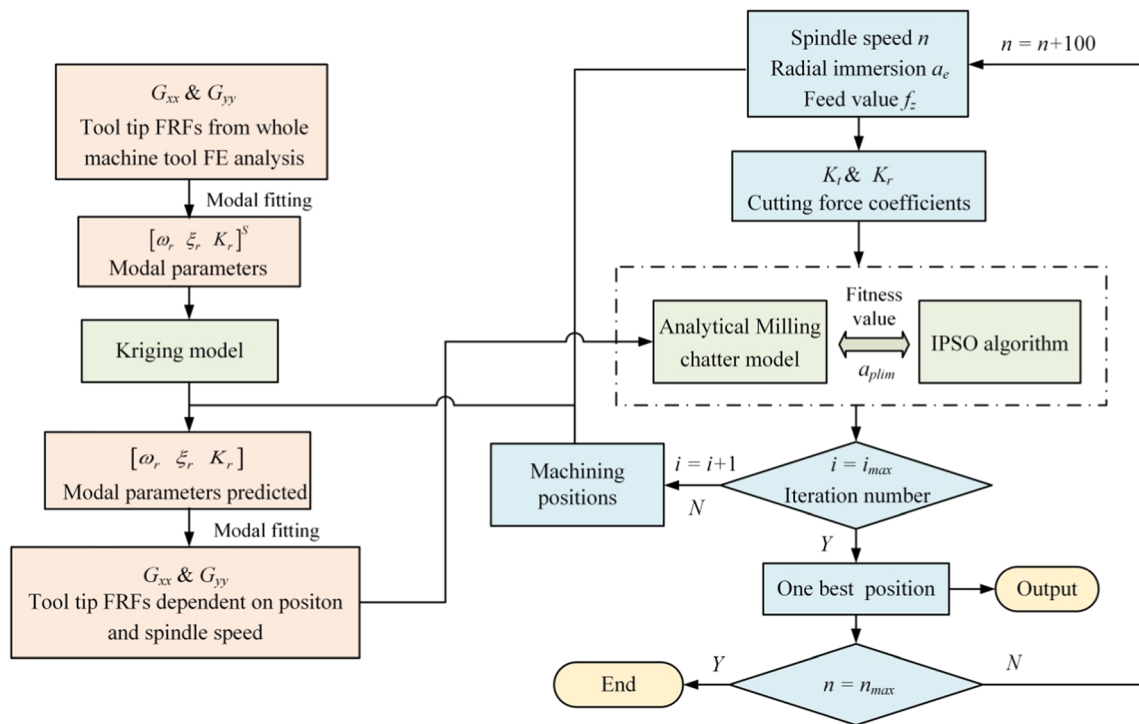 G_xx & G_yy
Tool tip FRFs from whole
machine tool FE analysis
Modal fitting
[ω_r ξ_r K_r]^S
Modal parameters
Kriging model
[ω_r ξ_r K_r]
Modal parameters predicted
Modal fitting
G_xx & G_yy
Tool tip FRFs dependent on positon
and spindle speed
Spindle speed n
Radial immersion a_e
Feed value f_z
n = n+100
K_t & K_r
Cutting force coefficients
Analytical Milling
chatter model
Fitness
value
a_plim
IPSO algorithm
Machining
positions
i = i+1
N
i = i_max
Iteration number
Y
One best position
Output
n = n_max
Y
N
End